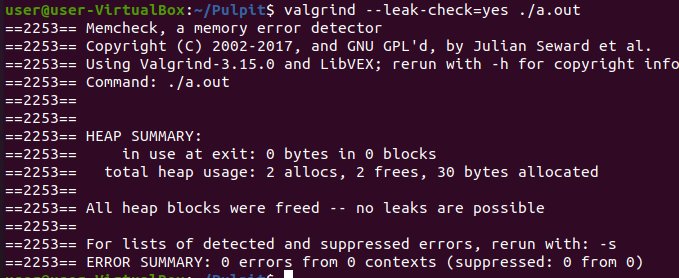 user@user-VirtualBox:~/Pulpit$ valgrind --leak-check=yes ./a.out
==2253== Memcheck, a memory error detector
==2253== Copyright (C) 2002-2017, and GNU GPL'd, by Julian Seward et al.
==2253== Using Valgrind-3.15.0 and LibVEX; rerun with -h for copyright info
==2253== Command: ./a.out
==2253==
==2253==
==2253== HEAP SUMMARY:
==2253==     in use at exit: 0 bytes in 0 blocks
==2253==   total heap usage: 2 allocs, 2 frees, 30 bytes allocated
==2253==
==2253== All heap blocks were freed -- no leaks are possible
==2253==
==2253== For lists of detected and suppressed errors, rerun with: -s
==2253== ERROR SUMMARY: 0 errors from 0 contexts (suppressed: 0 from 0)
user@user-VirtualBox:~/Pulpit$